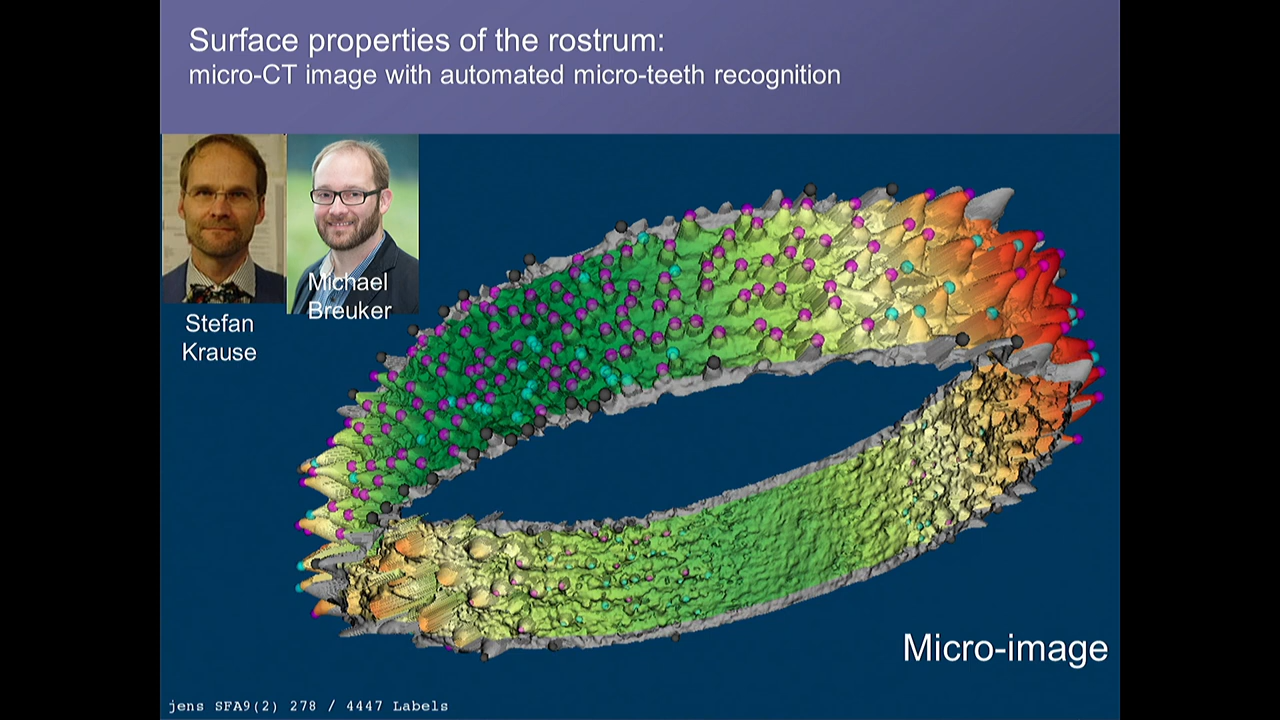 Surface properties of the rostrum:
micro-CT image with automated micro-teeth recognition
Michael
Breuker
Stefan
Krause
Micro-image
jens SFA9(2) 278 / 4447 Labels